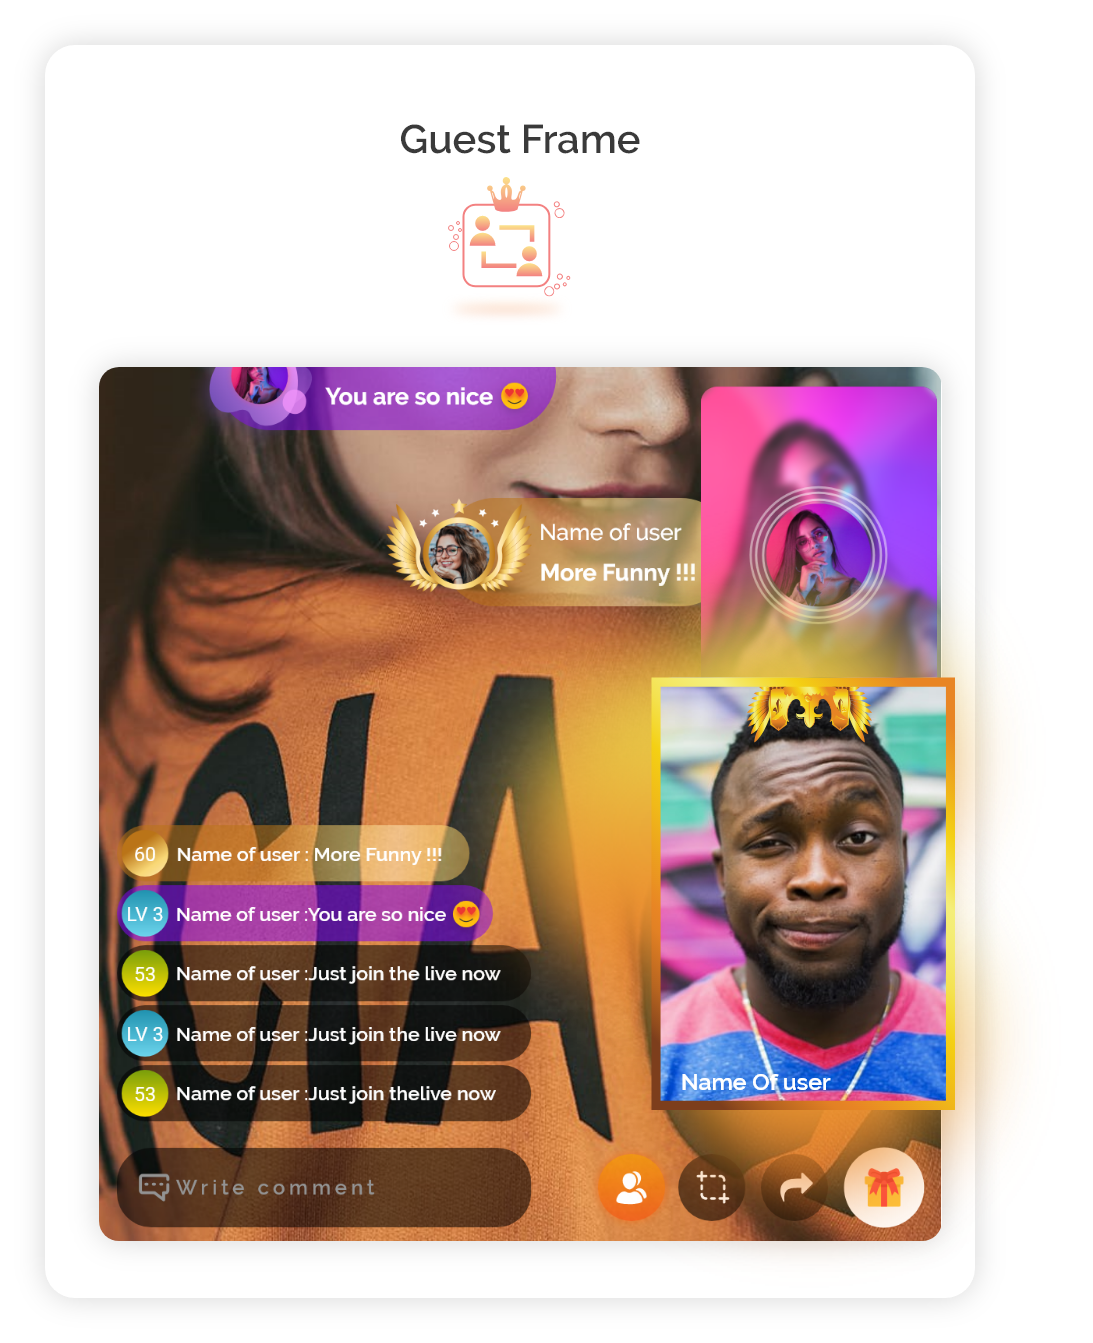 Guest Frame
You are so nice 😍
Name of user
More Funny !!!
60 Name of user : More Funny !!!
LV 3 Name of user :You are so nice 😍
53 Name of user :Just join the live now
LV 3 Name of user :Just join the live now
53 Name of user :Just join thelive now
Name Of user
Write comment